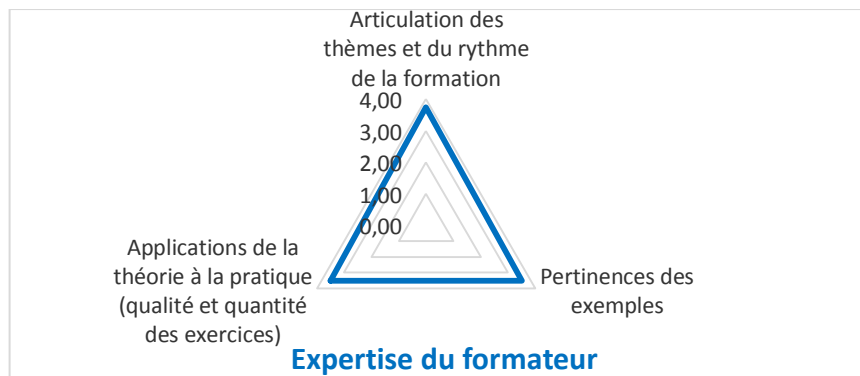 Articulation des
thèmes et du rythme
de la formation
4,00
3,00
2,00
1,00
0,00
Applications de la
théorie à la pratique
(qualité et quantité
des exercices)
Pertinences des
exemples
Expertise du formateur